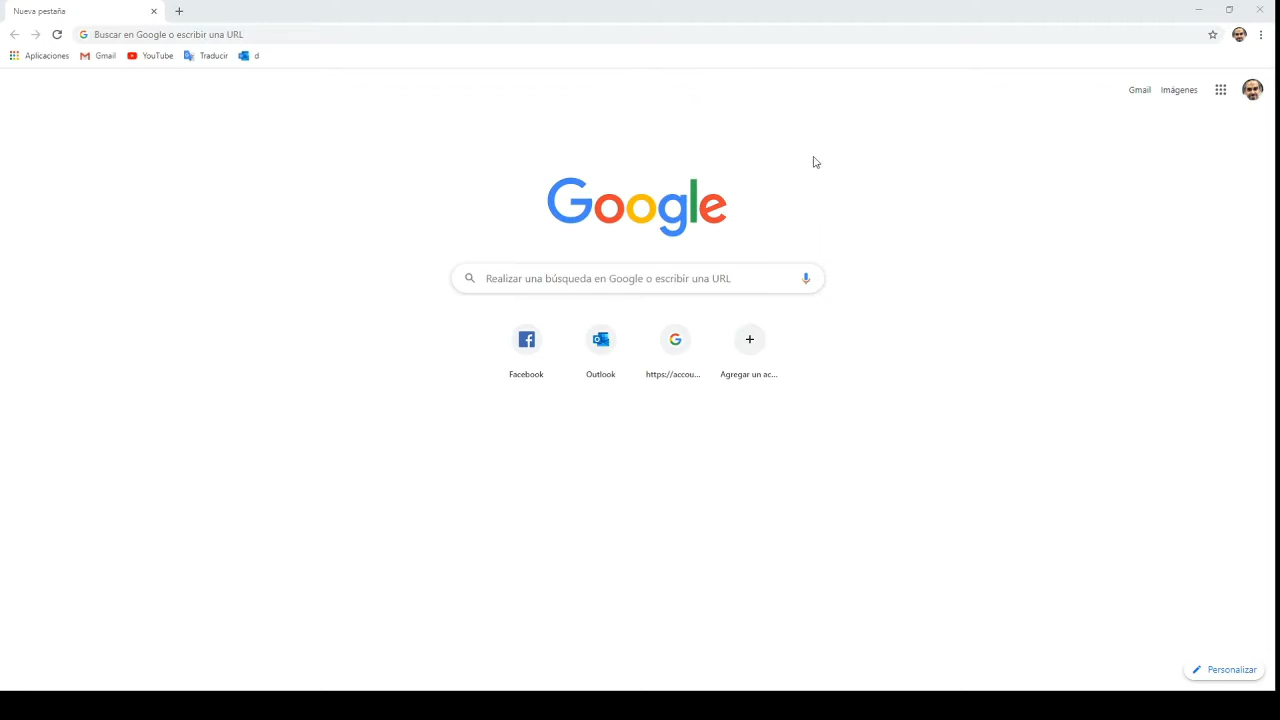 Nueva pestaña
Buscar en Google o escribir una URL
Aplicaciones Gmail YouTube Traducir d
Gmail Imágenes
Google
Realizar una búsqueda en Google o escribir una URL
Facebook Outlook https://accou... Agregar un ac...
Personalizar